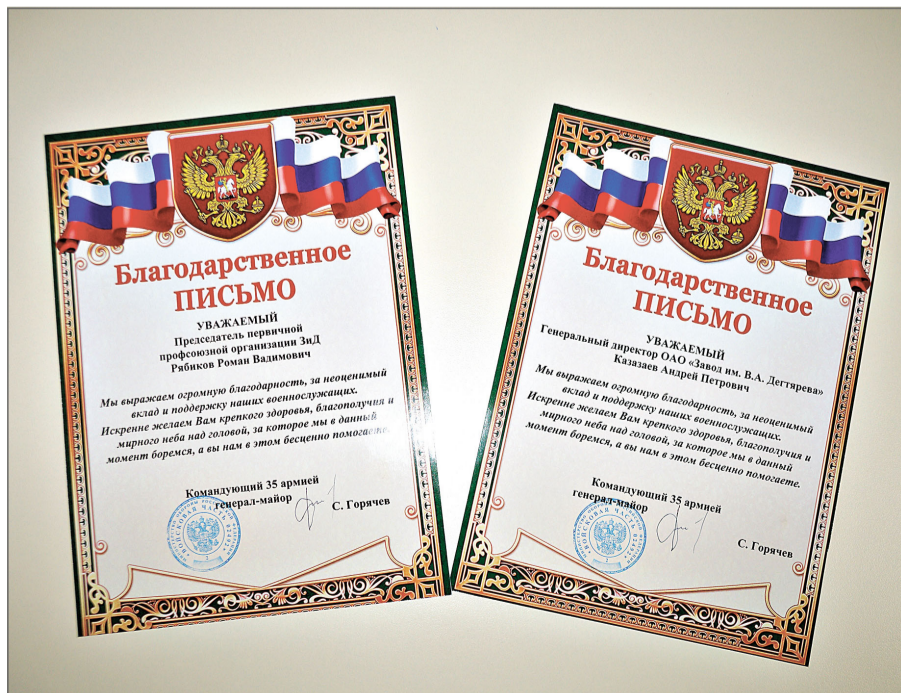 Благодарственное
ПИСЬМО
УВАЖАЕМЫЙ
Председатель первичной
профсоюзной организации ЗиД
Рябиков Роман Вадимович
Мы выражаем огромную благодарность, за неоценимый
вклад и поддержку наших военнослужащих.
Искренне желаем Вам крепкого здоровья, благополучия и
мирного неба над головой, за которое мы в данный
момент боремся, а вы нам в этом бесценно помогаете.
Командующий 35 армией
генерал-майор
С. Горячев
ВОЙСКОВАЯ ЧАСТЬ
Благодарственное
ПИСЬМО
УВАЖАЕМЫЙ
Генеральный директор ОАО «Завод им. В.А. Дегтярева»
Казазаев Андрей Петрович
Мы выражаем огромную благодарность, за неоценимый
вклад и поддержку наших военнослужащих.
Искренне желаем Вам крепкого здоровья, благополучия и
мирного неба над головой, за которое мы в данный
момент боремся, а вы нам в этом бесценно помогаете.
Командующий 35 армией
генерал-майор
С. Горячев
ВОЙСКОВАЯ ЧАСТЬ